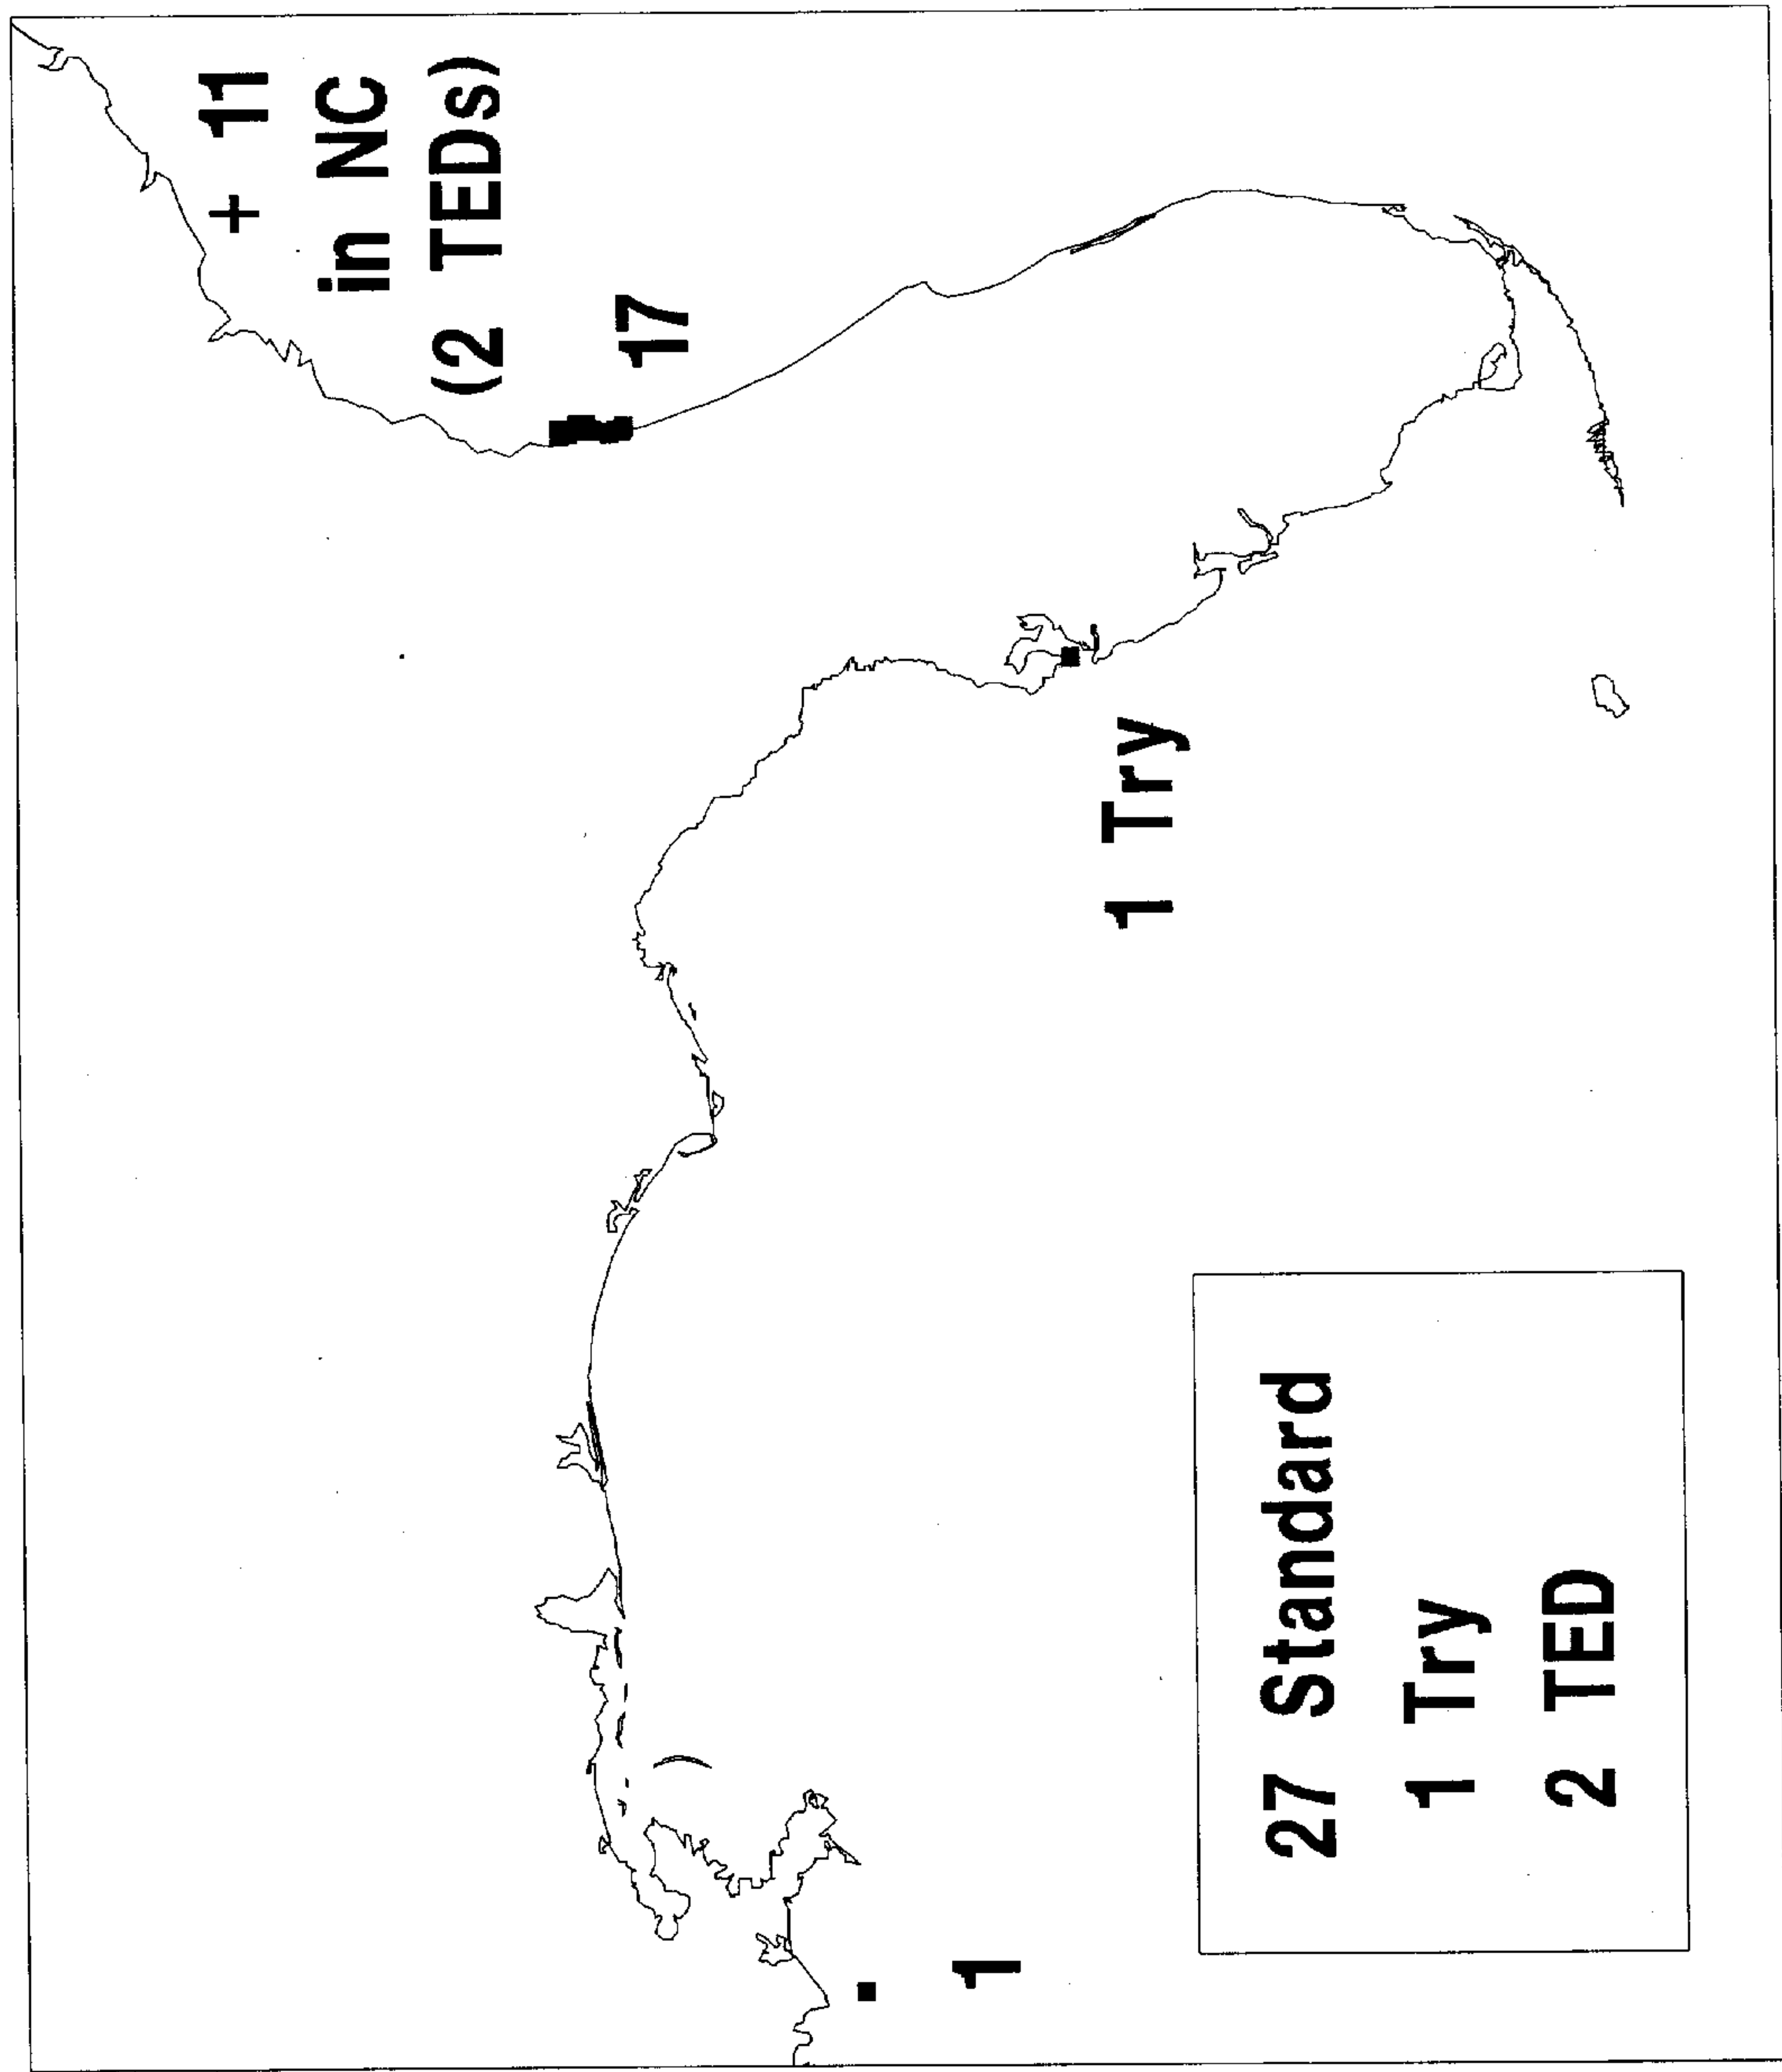 + 11
in NC
(2 TEDs)
17
1 Try
1
27 Standard
1 Try
2 TED